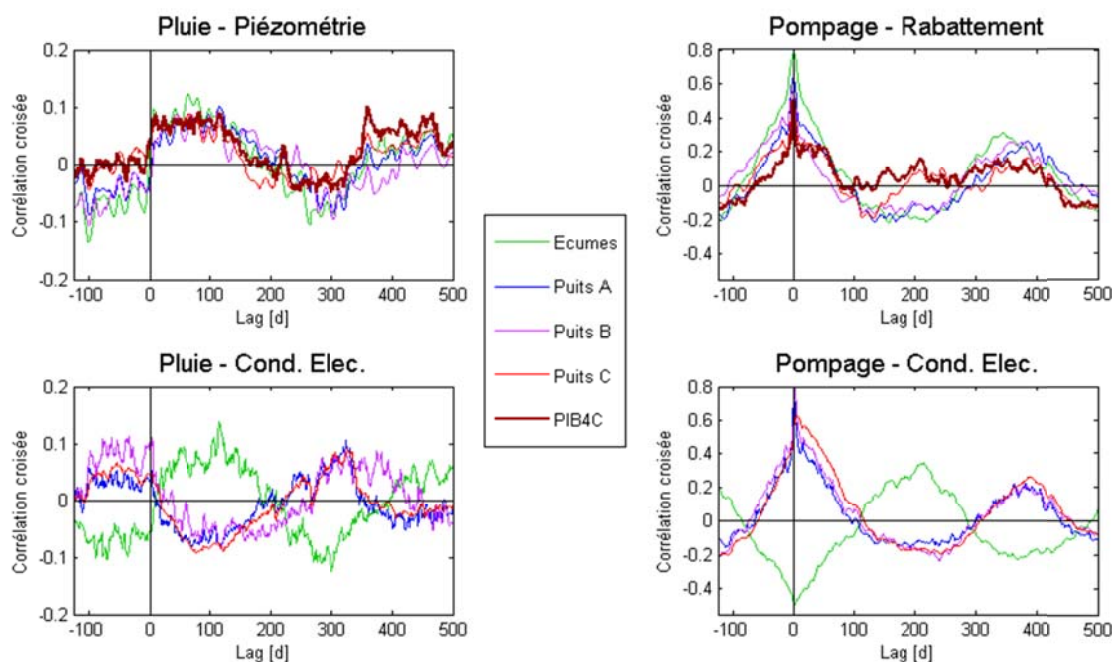 Pluie - Piézométrie
0.2
0.1
0
-0.1
-0.2
Corrélation croisée
-100 0 100 200 300 400 500
Lag [d]
Pompage - Rabattement
0.8
0.6
0.4
0.2
0
-0.2
-0.4
Corrélation croisée
-100 0 100 200 300 400 500
Lag [d]
Ecumes
Puits A
Puits B
Puits C
PIB4C
Pluie - Cond. Elec.
0.2
0.1
0
-0.1
-0.2
Corrélation croisée
-100 0 100 200 300 400 500
Lag [d]
Pompage - Cond. Elec.
0.8
0.6
0.4
0.2
0
-0.2
-0.4
Corrélation croisée
-100 0 100 200 300 400 500
Lag [d]